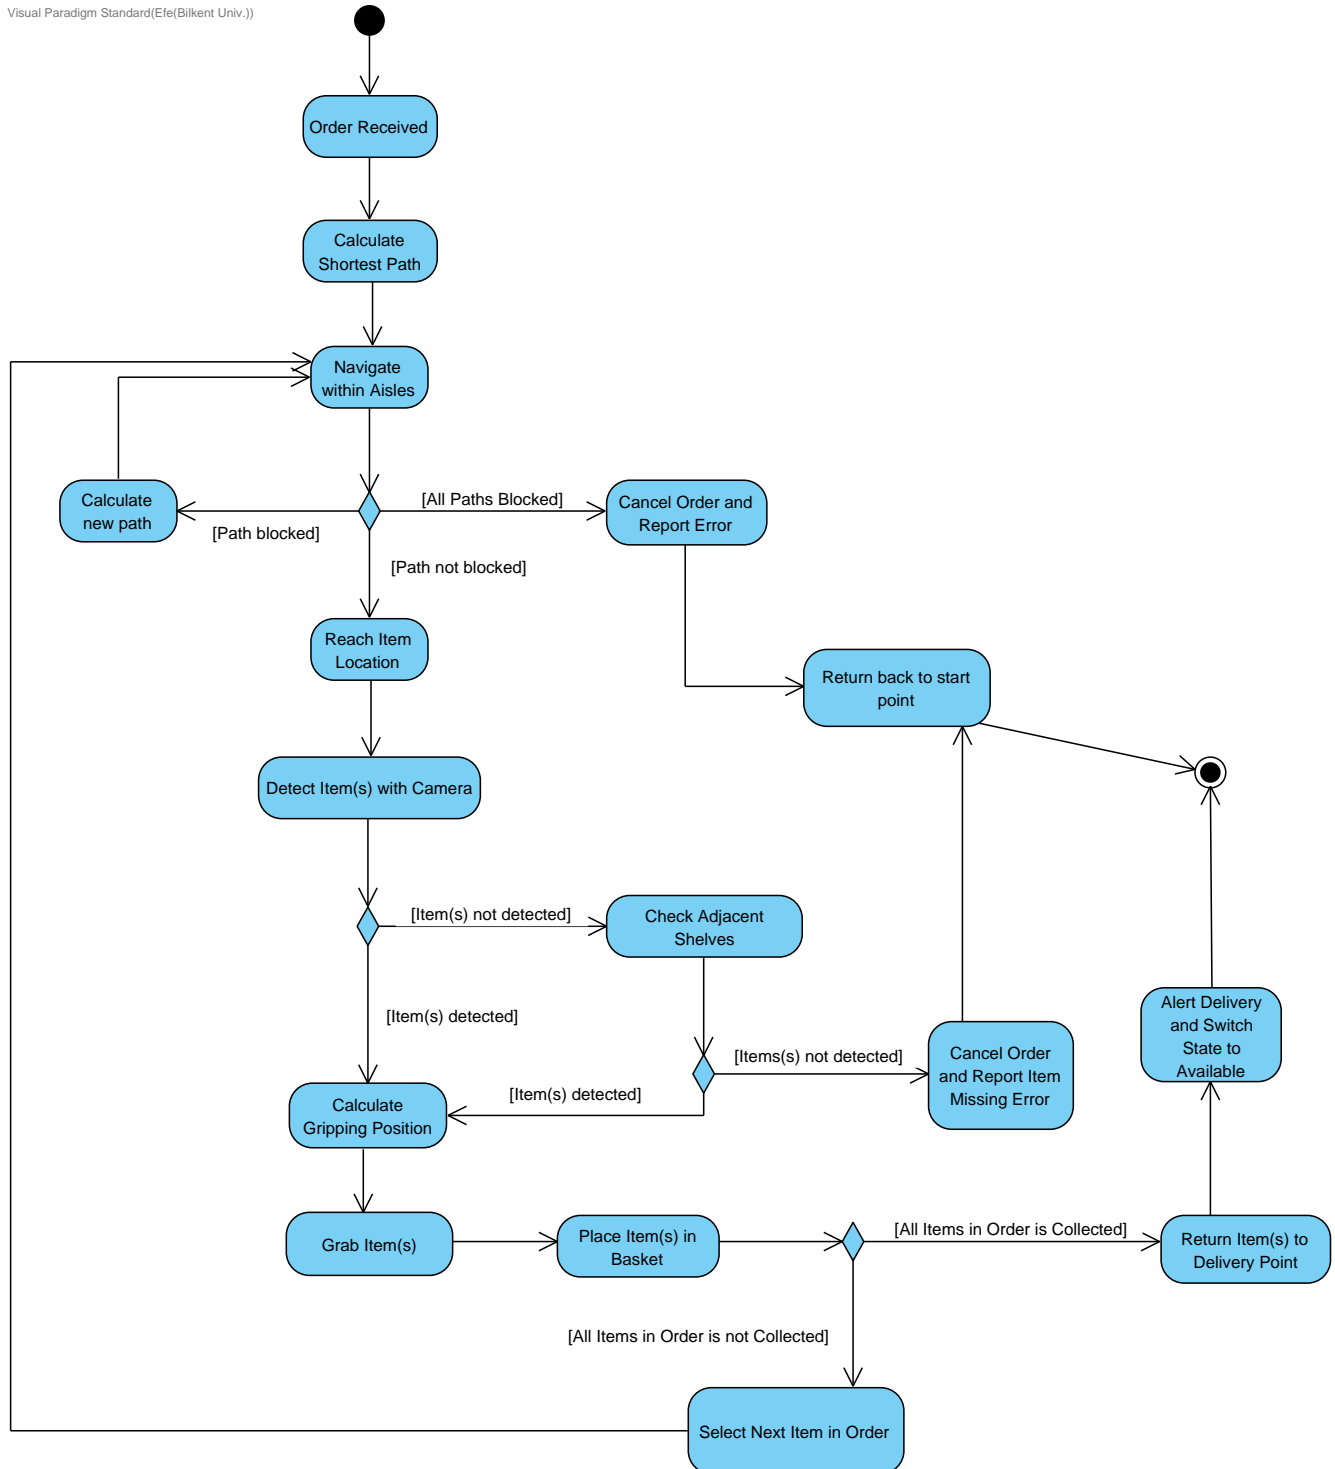 Visual Paradigm Standard(Efe(Bilkent Univ.))
Order Received
Calculate
Shortest Path
Navigate
within Aisles
Calculate
new path
[Path blocked]
[All Paths Blocked]
Cancel Order and
Report Error
[Path not blocked]
Reach Item
Location
Return back to start
point
Detect Item(s) with Camera
[Item(s) not detected]
Check Adjacent
Shelves
[Item(s) detected]
[Items(s) not detected]
Cancel Order
and Report Item
Missing Error
Alert Delivery
and Switch
State to
Available
[Item(s) detected]
Calculate
Gripping Position
Grab Item(s)
Place Item(s) in
Basket
[All Items in Order is Collected]
Return Item(s) to
Delivery Point
[All Items in Order is not Collected]
Select Next Item in Order